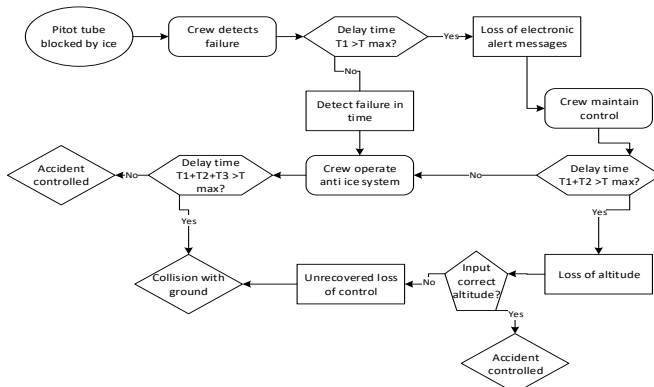 Pitot tube
blocked by ice
Crew detects
failure
Delay time
T1 >T max?
Yes
Loss of electronic
alert messages
No
Detect failure in
time
Crew maintain
control
Accident
controlled
No
Delay time
T1+T2+T3 >T
max?
Crew operate
anti ice system
No
Delay time
T1+T2 >T max?
Yes
Yes
Collision with
ground
Unrecovered loss
of control
No
Input
correct
altitude?
Loss of altitude
Yes
Accident
controlled